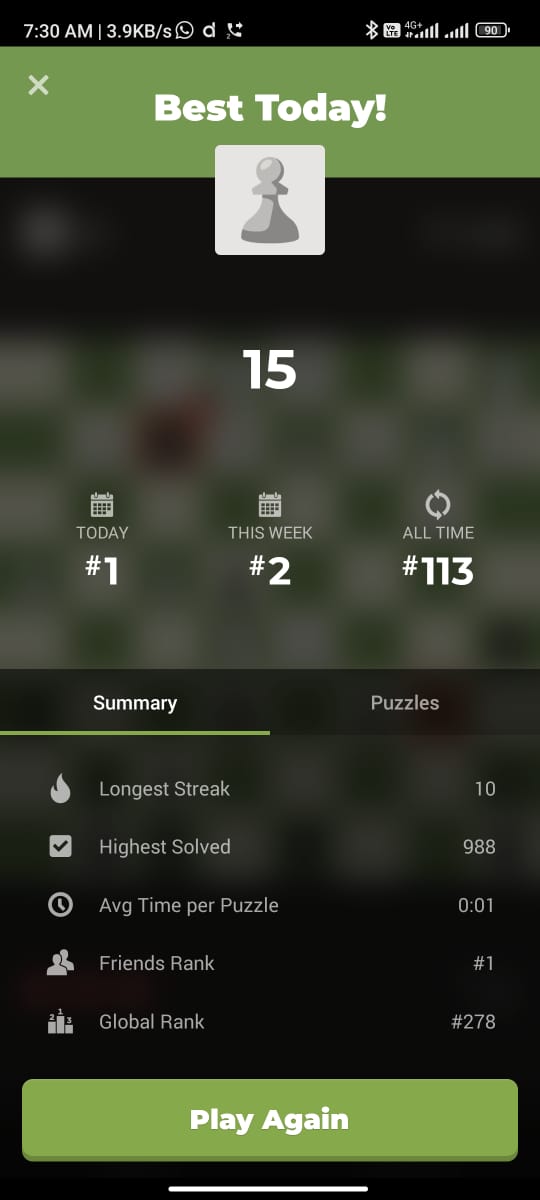 7:30 AM | 3.9KB/s
Vo LTE 4G+ 90
Best Today!
15
TODAY THIS WEEK ALL TIME
#1 #2 #113
Summary Puzzles
Longest Streak 10
Highest Solved 988
Avg Time per Puzzle 0:01
Friends Rank #1
Global Rank #278
Play Again